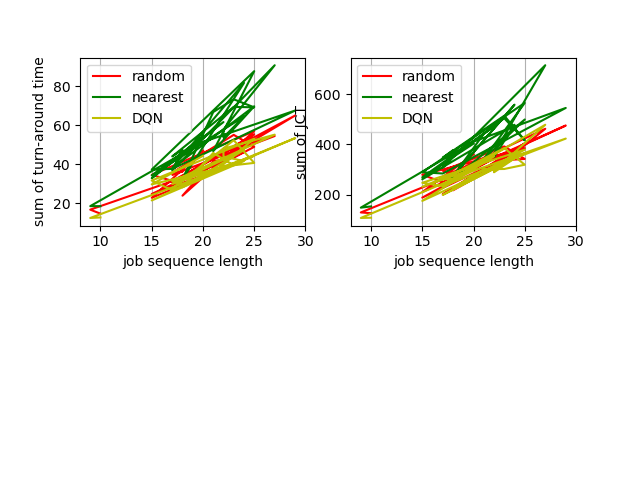 sum of turn-around time
80
60
40
20
random
nearest
DQN
10
15
20
25
30
job sequence length
sum of JCT
600
400
200
random
nearest
DQN
10
15
20
25
30
job sequence length